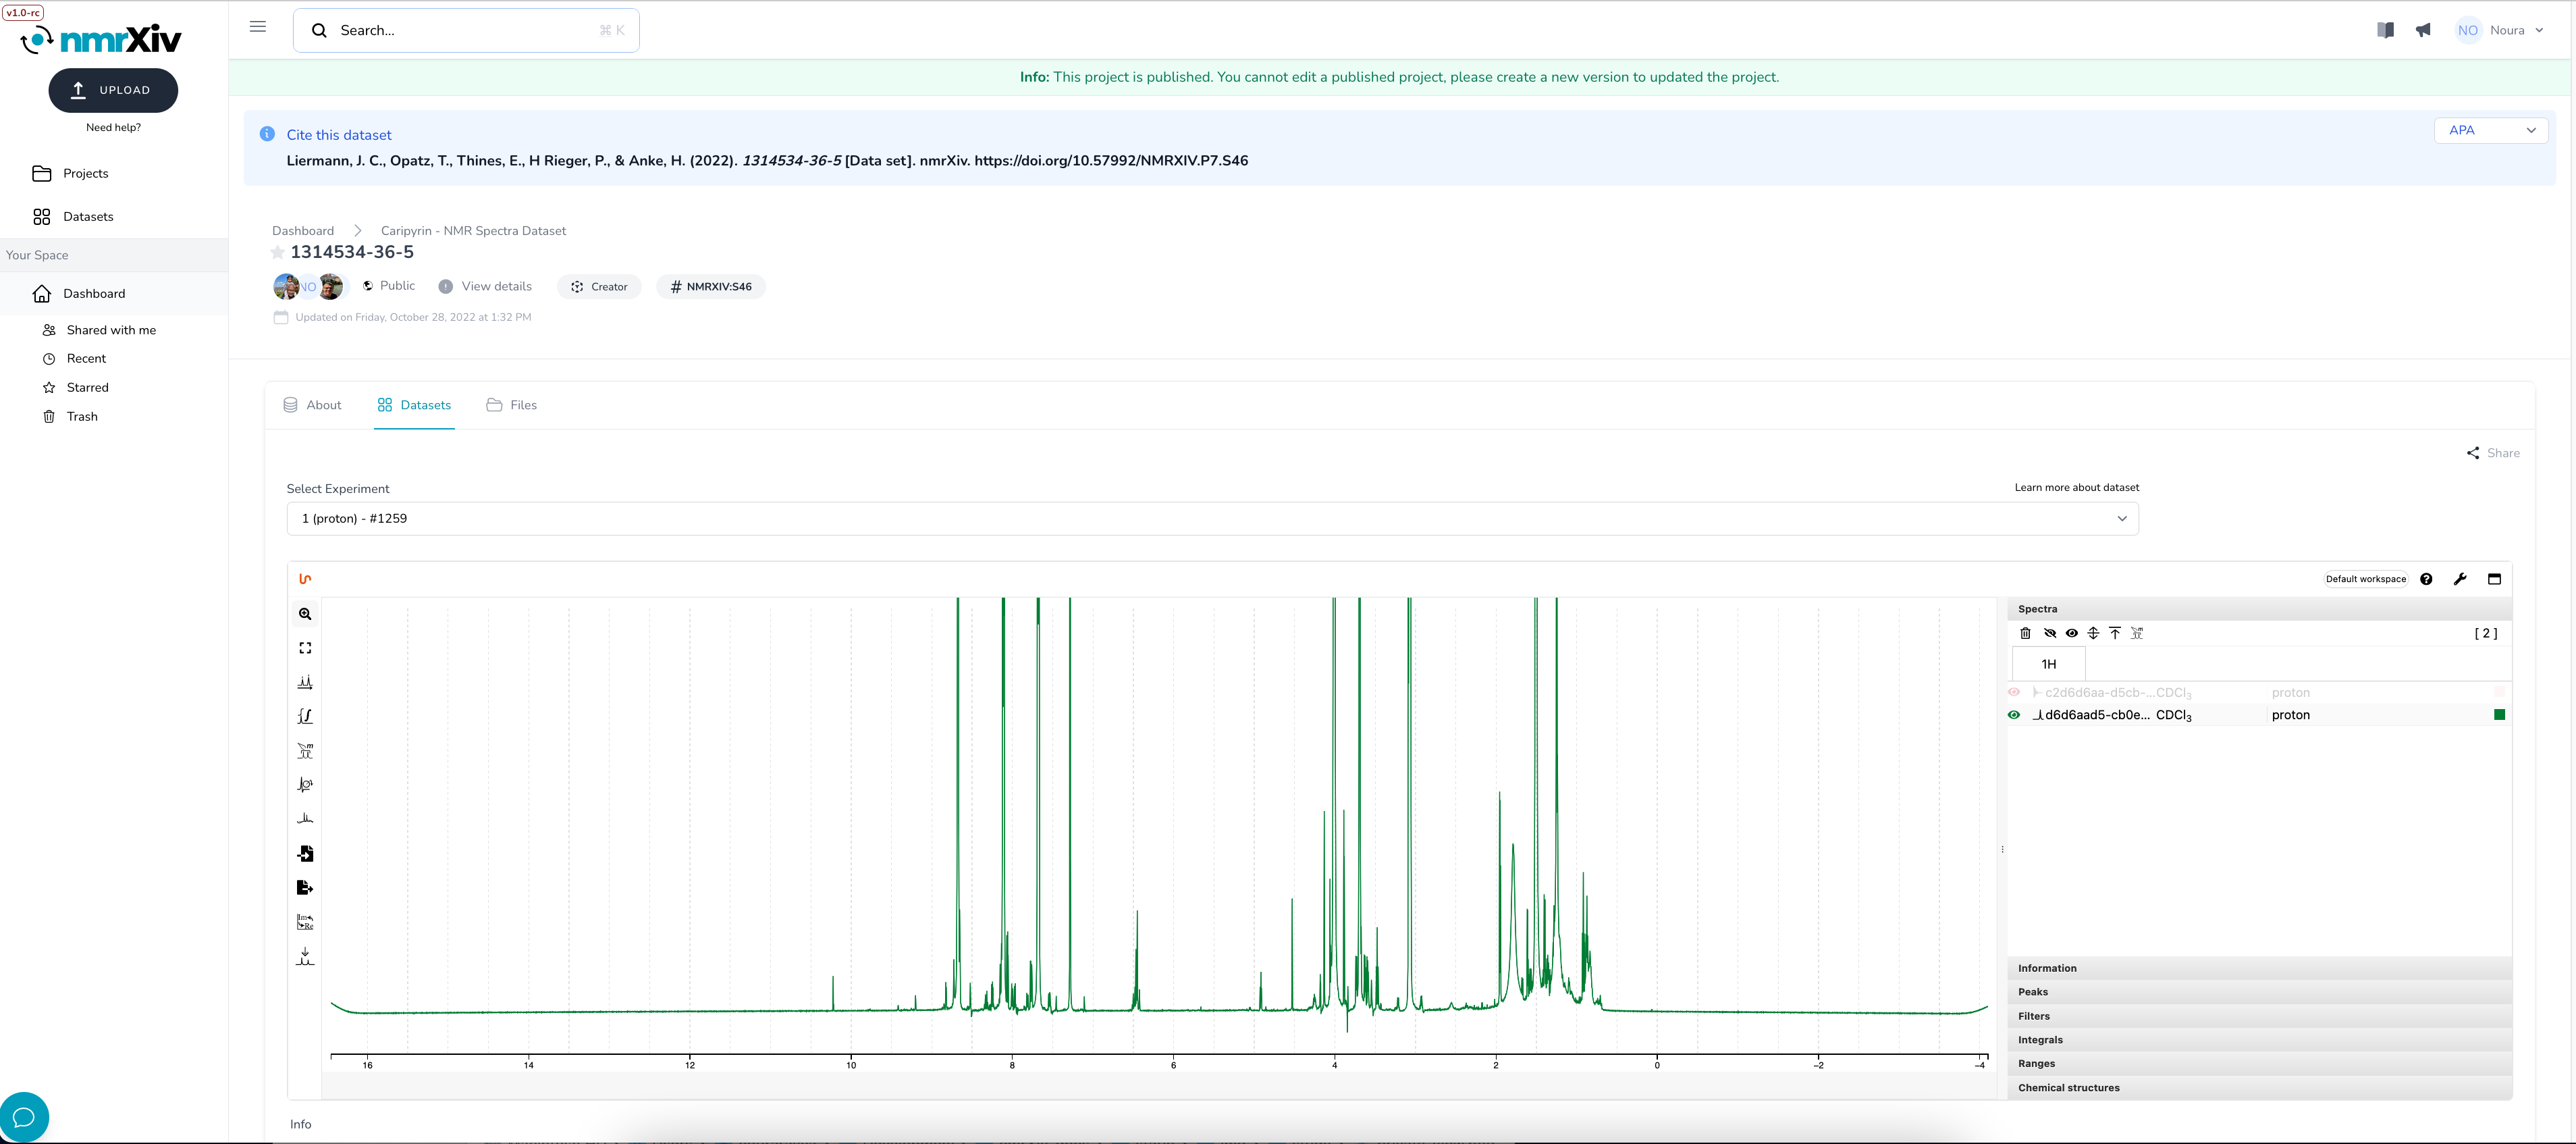 v1.0-rc
nmrXiv
UPLOAD
Need help?
Projects
Datasets
Your Space
Dashboard
Shared with me
Recent
Starred
Trash
Search...
⌘ K
NO
Noura
Info: This project is published. You cannot edit a published project, please create a new version to updated the project.
Cite this dataset
APA
Liermann, J. C., Opatz, T., Thines, E., H Rieger, P., & Anke, H. (2022). 1314534-36-5 [Data set]. nmrXiv. https://doi.org/10.57992/NMRXIV.P7.S46
Dashboard > Caripyrin - NMR Spectra Dataset
1314534-36-5
NO
Public
View details
Creator
# NMRXIV:S46
Updated on Friday, October 28, 2022 at 1:32 PM
About
Datasets
Files
Share
Select Experiment
Learn more about dataset
1 (proton) - #1259
Default workspace
Spectra
[ 2 ]
1H
c2d6d6aa-d5cb-... CDCl3 proton
d6d6aad5-cb0e... CDCl3 proton
16 14 12 10 8 6 4 2 0 −2 −4
Information
Peaks
Filters
Integrals
Ranges
Chemical structures
Info